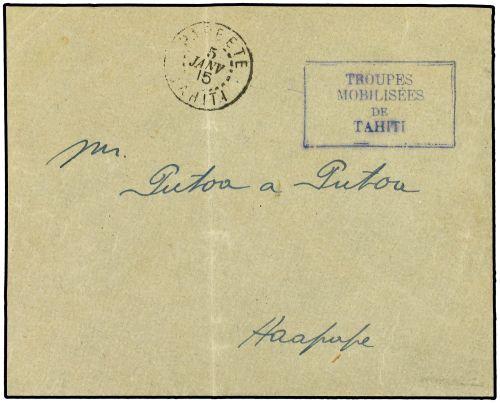 PAPEETE
5
JANV
15
TAHITI
TROUPES
MOBILISÉES
DE
TAHITI
Mr.
Putoa a Putoa
Haapape